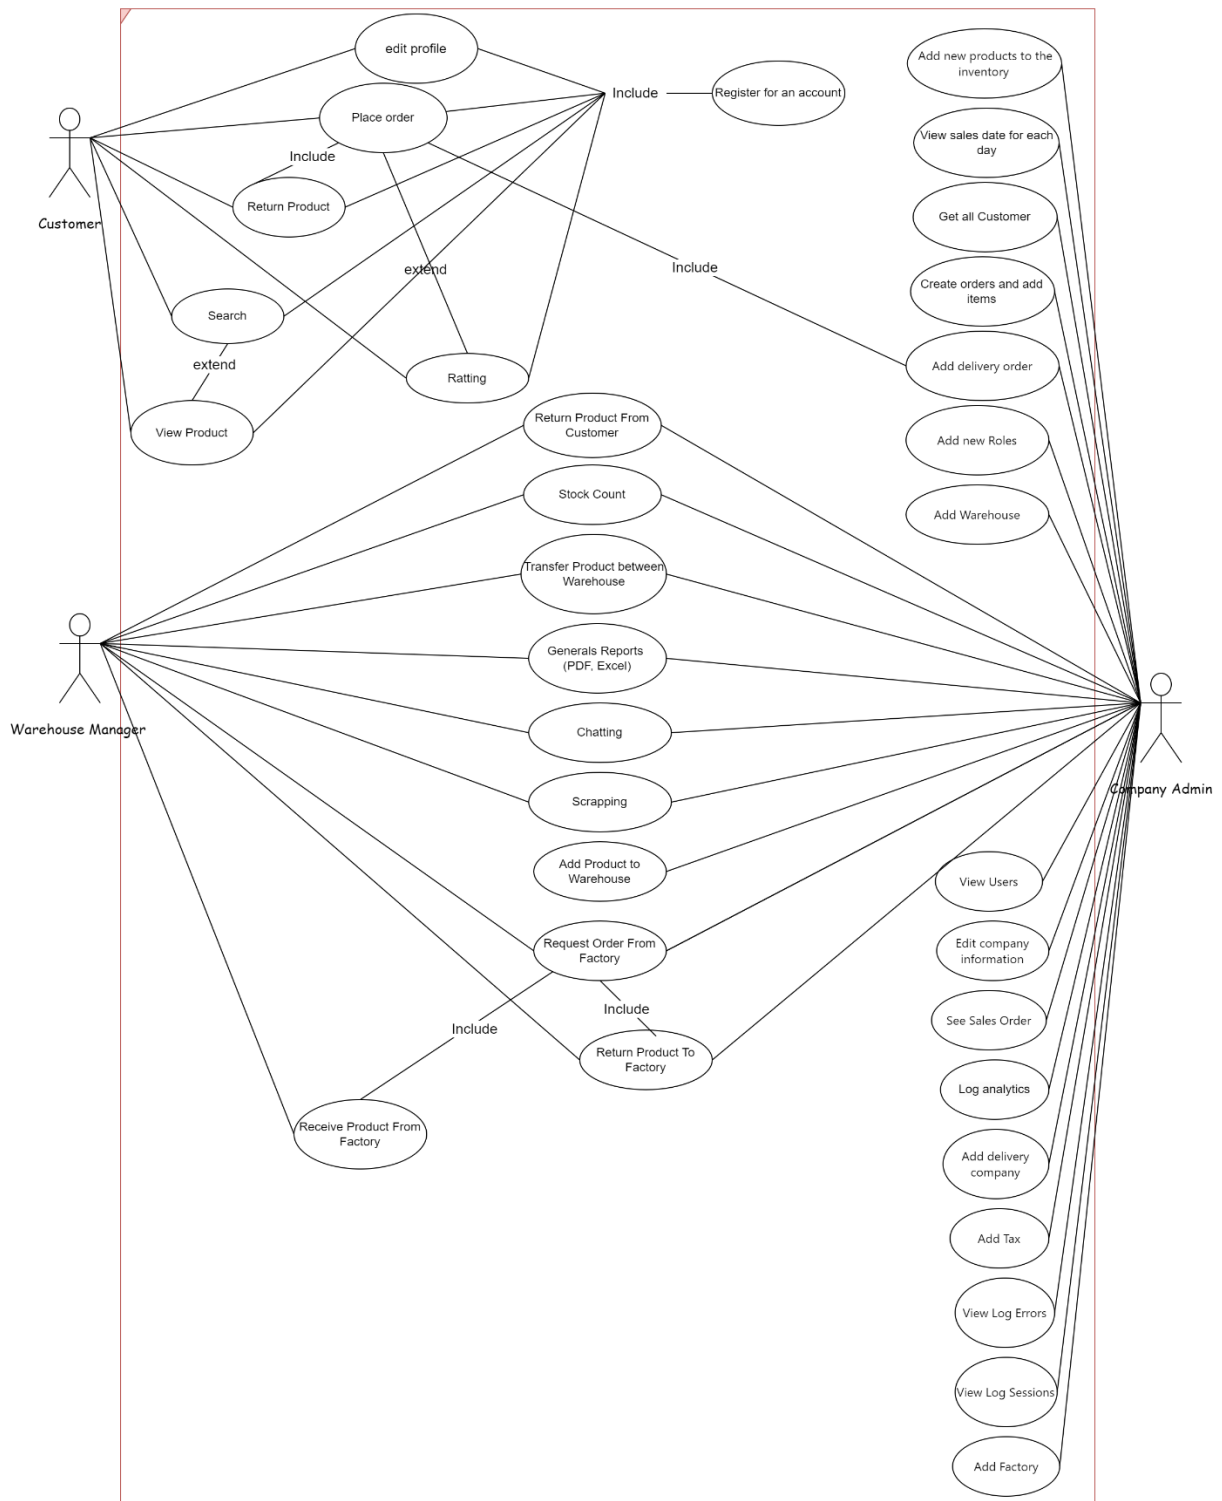 edit profile
Place order
Include
Return Product
Customer
Include
Register for an account
extend
Include
Search
extend
View Product
Ratting
Add new products to the
inventory
View sales date for each
day
Get all Customer
Create orders and add
items
Add delivery order
Add new Roles
Add Warehouse
Return Product From
Customer
Stock Count
Transfer Product between
Warehouse
Generals Reports
(PDF, Excel)
Chatting
Scrapping
Add Product to
Warehouse
Request Order From
Factory
Include
Include
Return Product To
Factory
Receive Product From
Factory
Warehouse Manager
Company Admin
View Users
Edit company
information
See Sales Order
Log analytics
Add delivery
company
Add Tax
View Log Errors
View Log Sessions
Add Factory